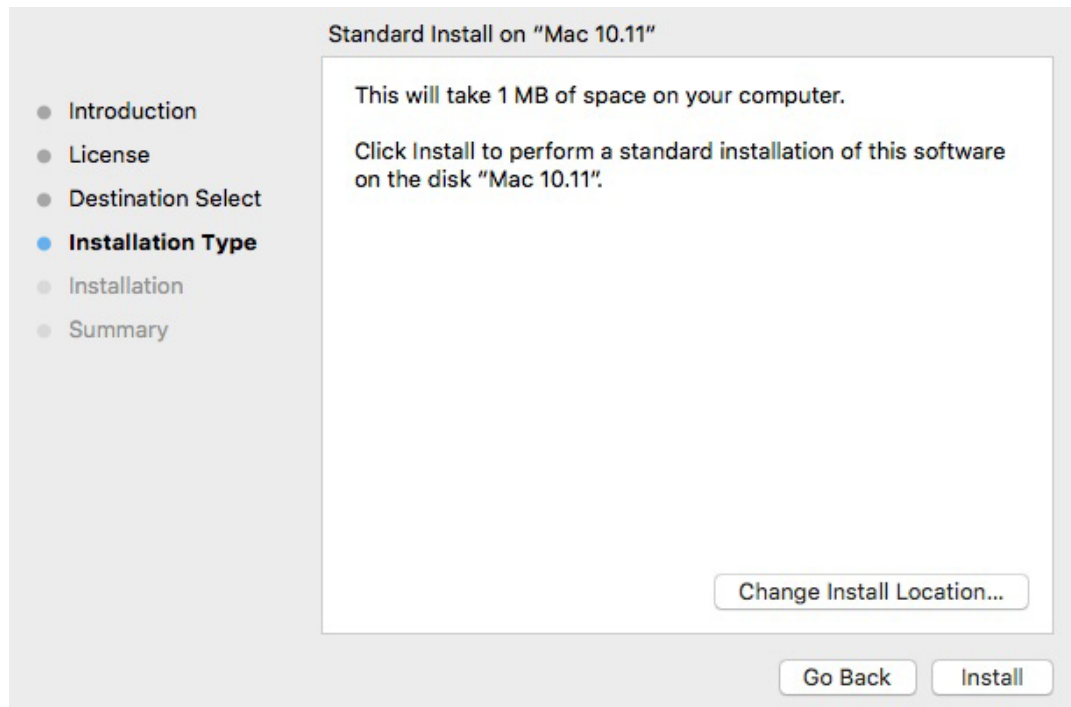 Standard Install on “Mac 10.11”
Introduction
License
Destination Select
Installation Type
Installation
Summary
This will take 1 MB of space on your computer.
Click Install to perform a standard installation of this software
on the disk “Mac 10.11”.
Change Install Location...
Go Back
Install